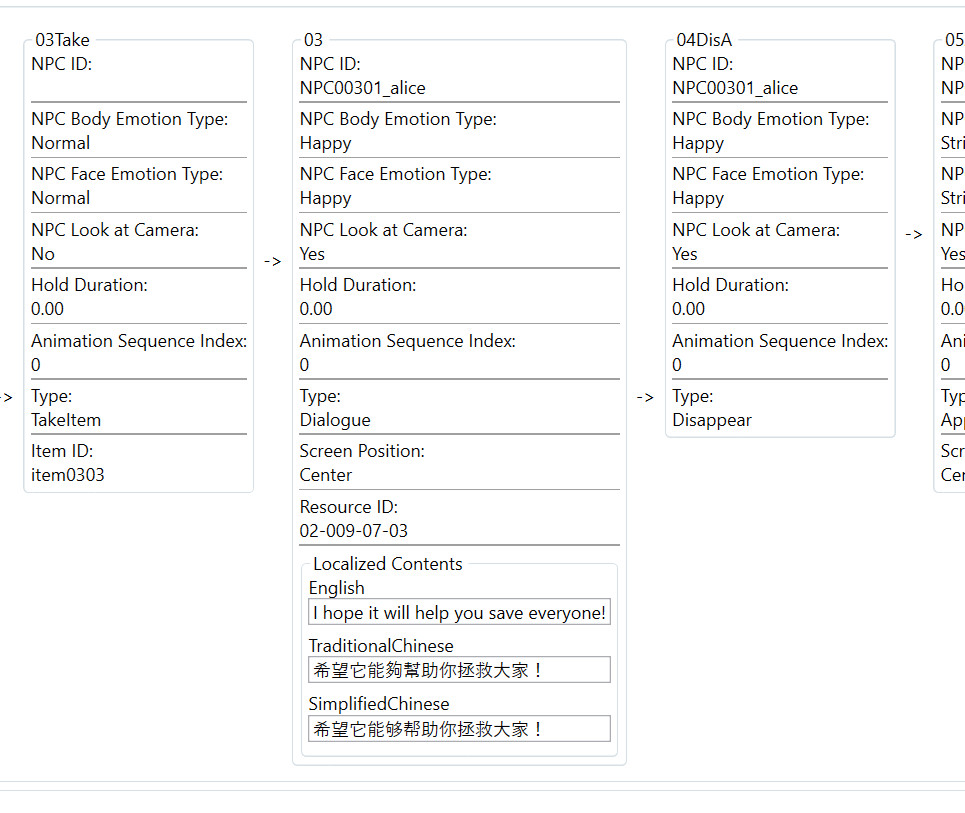 03Take
NPC ID:
NPC Body Emotion Type:
Normal
NPC Face Emotion Type:
Normal
NPC Look at Camera:
No
Hold Duration:
0.00
Animation Sequence Index:
0
Type:
TakeItem
Item ID:
item0303
->
03
NPC ID:
NPC00301_alice
NPC Body Emotion Type:
Happy
NPC Face Emotion Type:
Happy
NPC Look at Camera:
Yes
Hold Duration:
0.00
Animation Sequence Index:
0
Type:
Dialogue
Screen Position:
Center
Resource ID:
02-009-07-03
Localized Contents
English
I hope it will help you save everyone!
TraditionalChinese
希望它能夠幫助你拯救大家！
SimplifiedChinese
希望它能够帮助你拯救大家！
->
04DisA
NPC ID:
NPC00301_alice
NPC Body Emotion Type:
Happy
NPC Face Emotion Type:
Happy
NPC Look at Camera:
Yes
Hold Duration:
0.00
Animation Sequence Index:
0
Type:
Disappear
->
05
NP
NP
NP
Stri
NP
Stri
NP
Yes
Ho
0.0
Ani
0
Typ
App
Scr
Cer